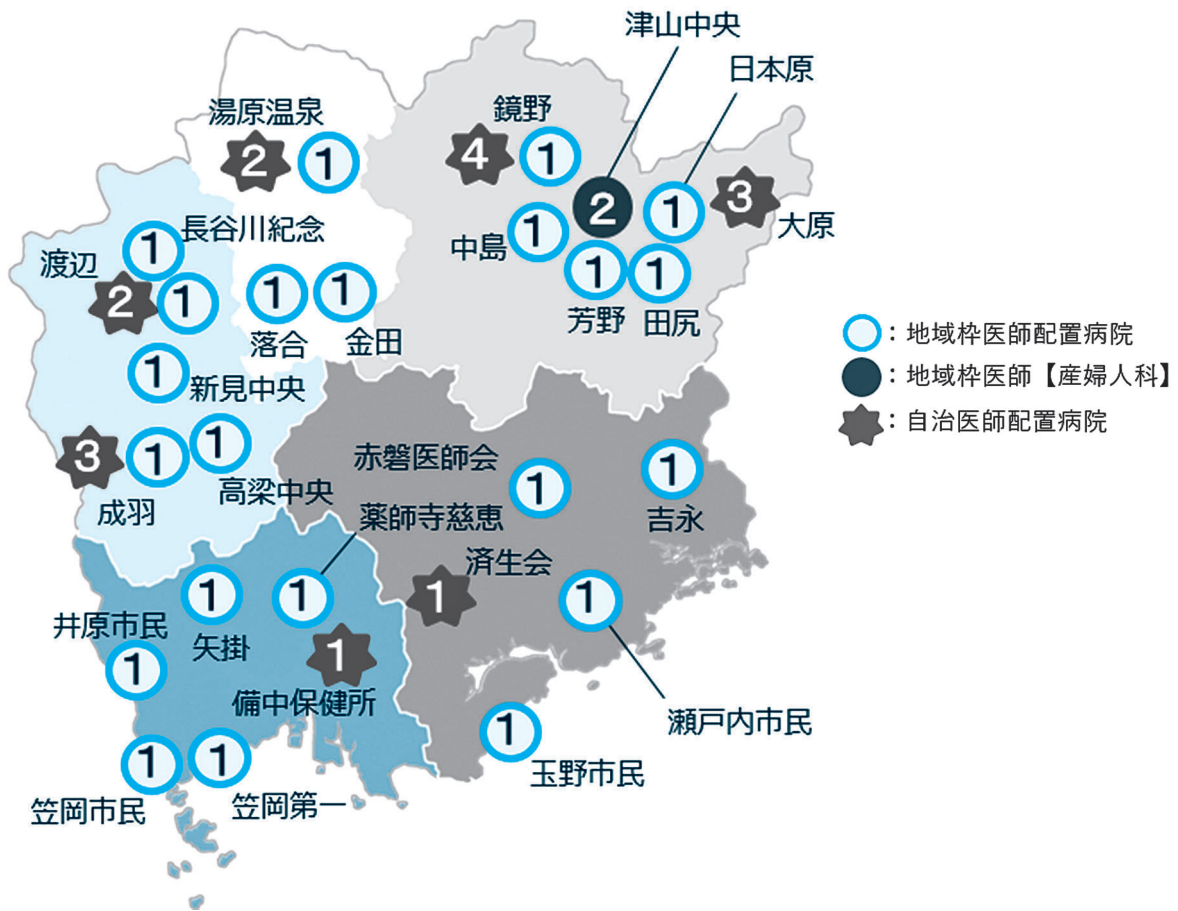 津山中央
日本原
湯原温泉
2
1
鏡野
4
1
2
1
3
大原
中島
1
1
芳野
1
田尻
長谷川紀念
1
渡辺
2
1
1
落合
1
金田
1
新見中央
3
1
成羽
1
高梁中央
○:地域枠医師配置病院
●:地域枠医師【産婦人科】
:自治医師配置病院
赤磐医師会
1
1
吉永
薬師寺慈恵
1
済生会
1
1
瀬戸内市民
井原市民
1
1
矢掛
1
備中保健所
1
玉野市民
1
笠岡市民
1
笠岡第一